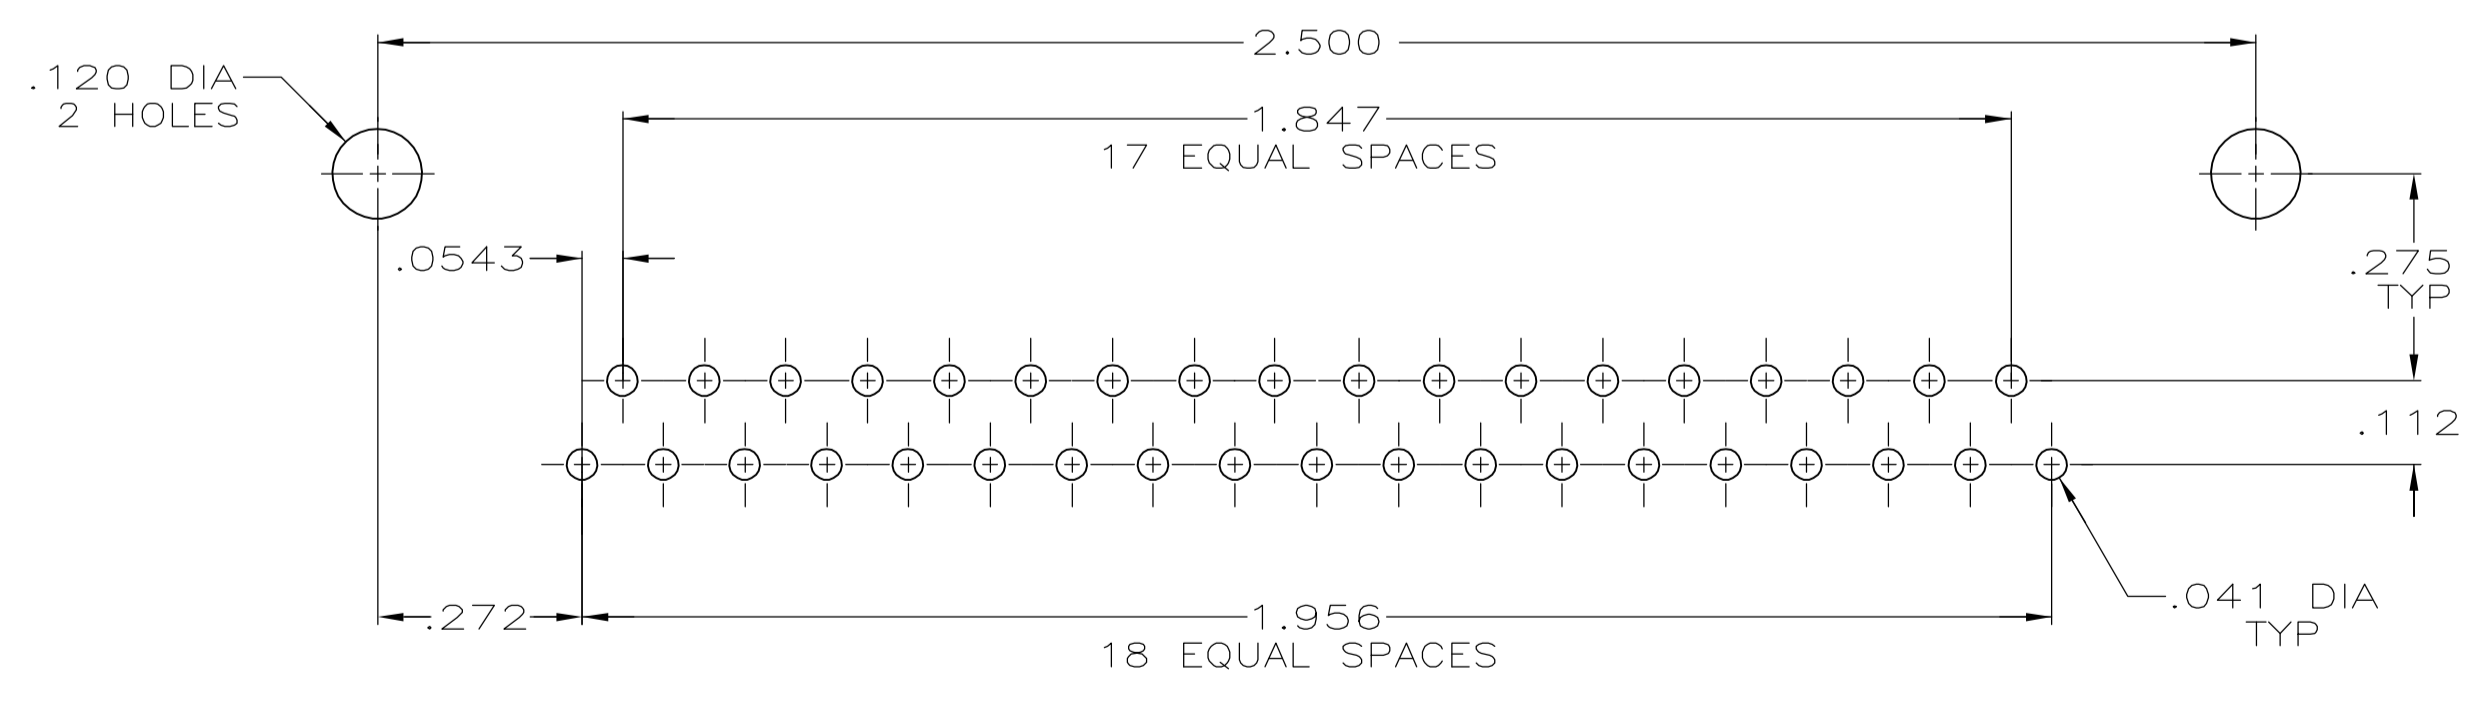 2.500
.120 DIA
2 HOLES
1.847
17 EQUAL SPACES
.0543
.275
TYP
.112
.272
1.956
18 EQUAL SPACES
.041 DIA
TYP